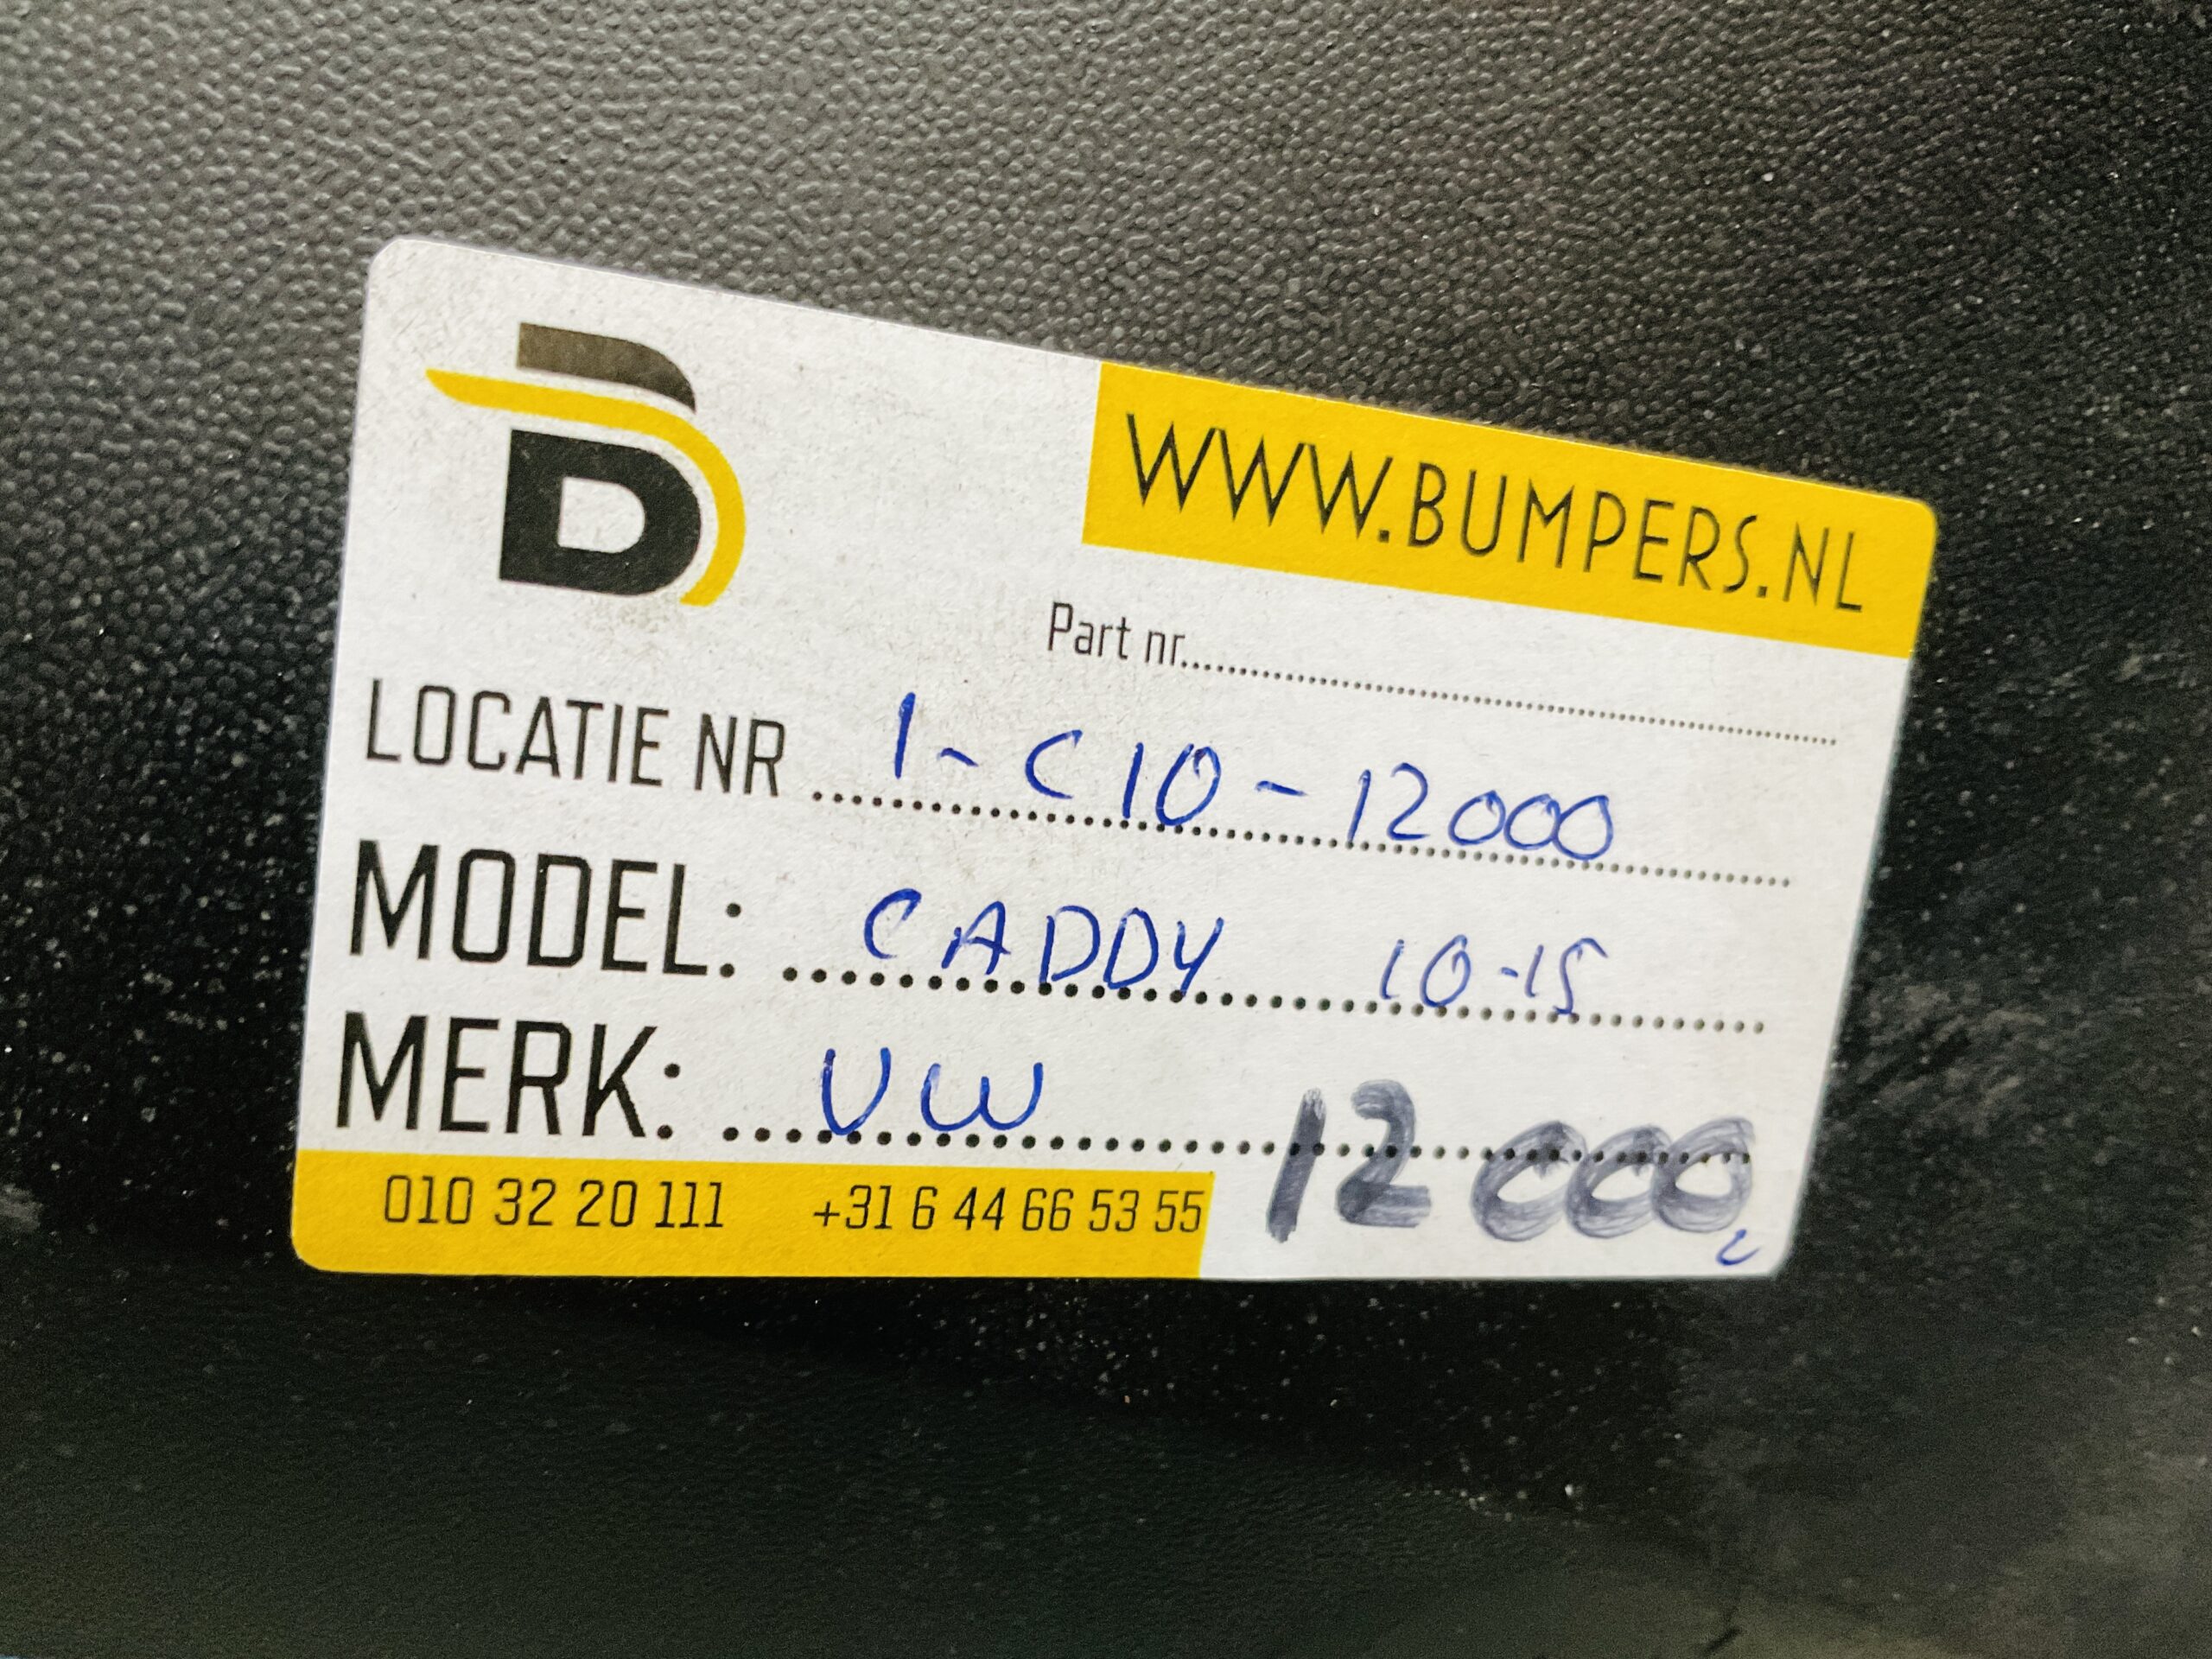 WWW.BUMPERS.NL
Part nr.
LOCATIE NR 1-C10-12000
MODEL: CADDY 10-15
MERK: VW
12000
010 32 20 111 +31 6 44 66 53 55